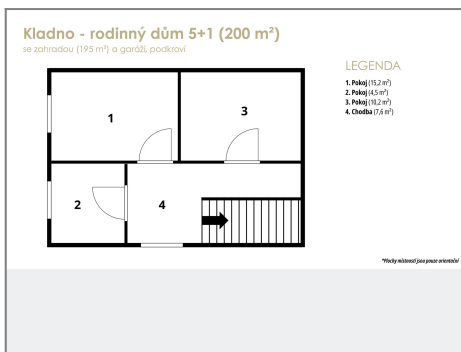 Kladno - rodinný dům 5+1 (200 m²)
se zahradou (195 m²) a garáží, podkroví
LEGENDA
1. Pokoj (15,2 m²)
2. Pokoj (4,5 m²)
3. Pokoj (10,2 m²)
4. Chodba (7,6 m²)
1
3
2
4
*Plochy místností jsou pouze orientační